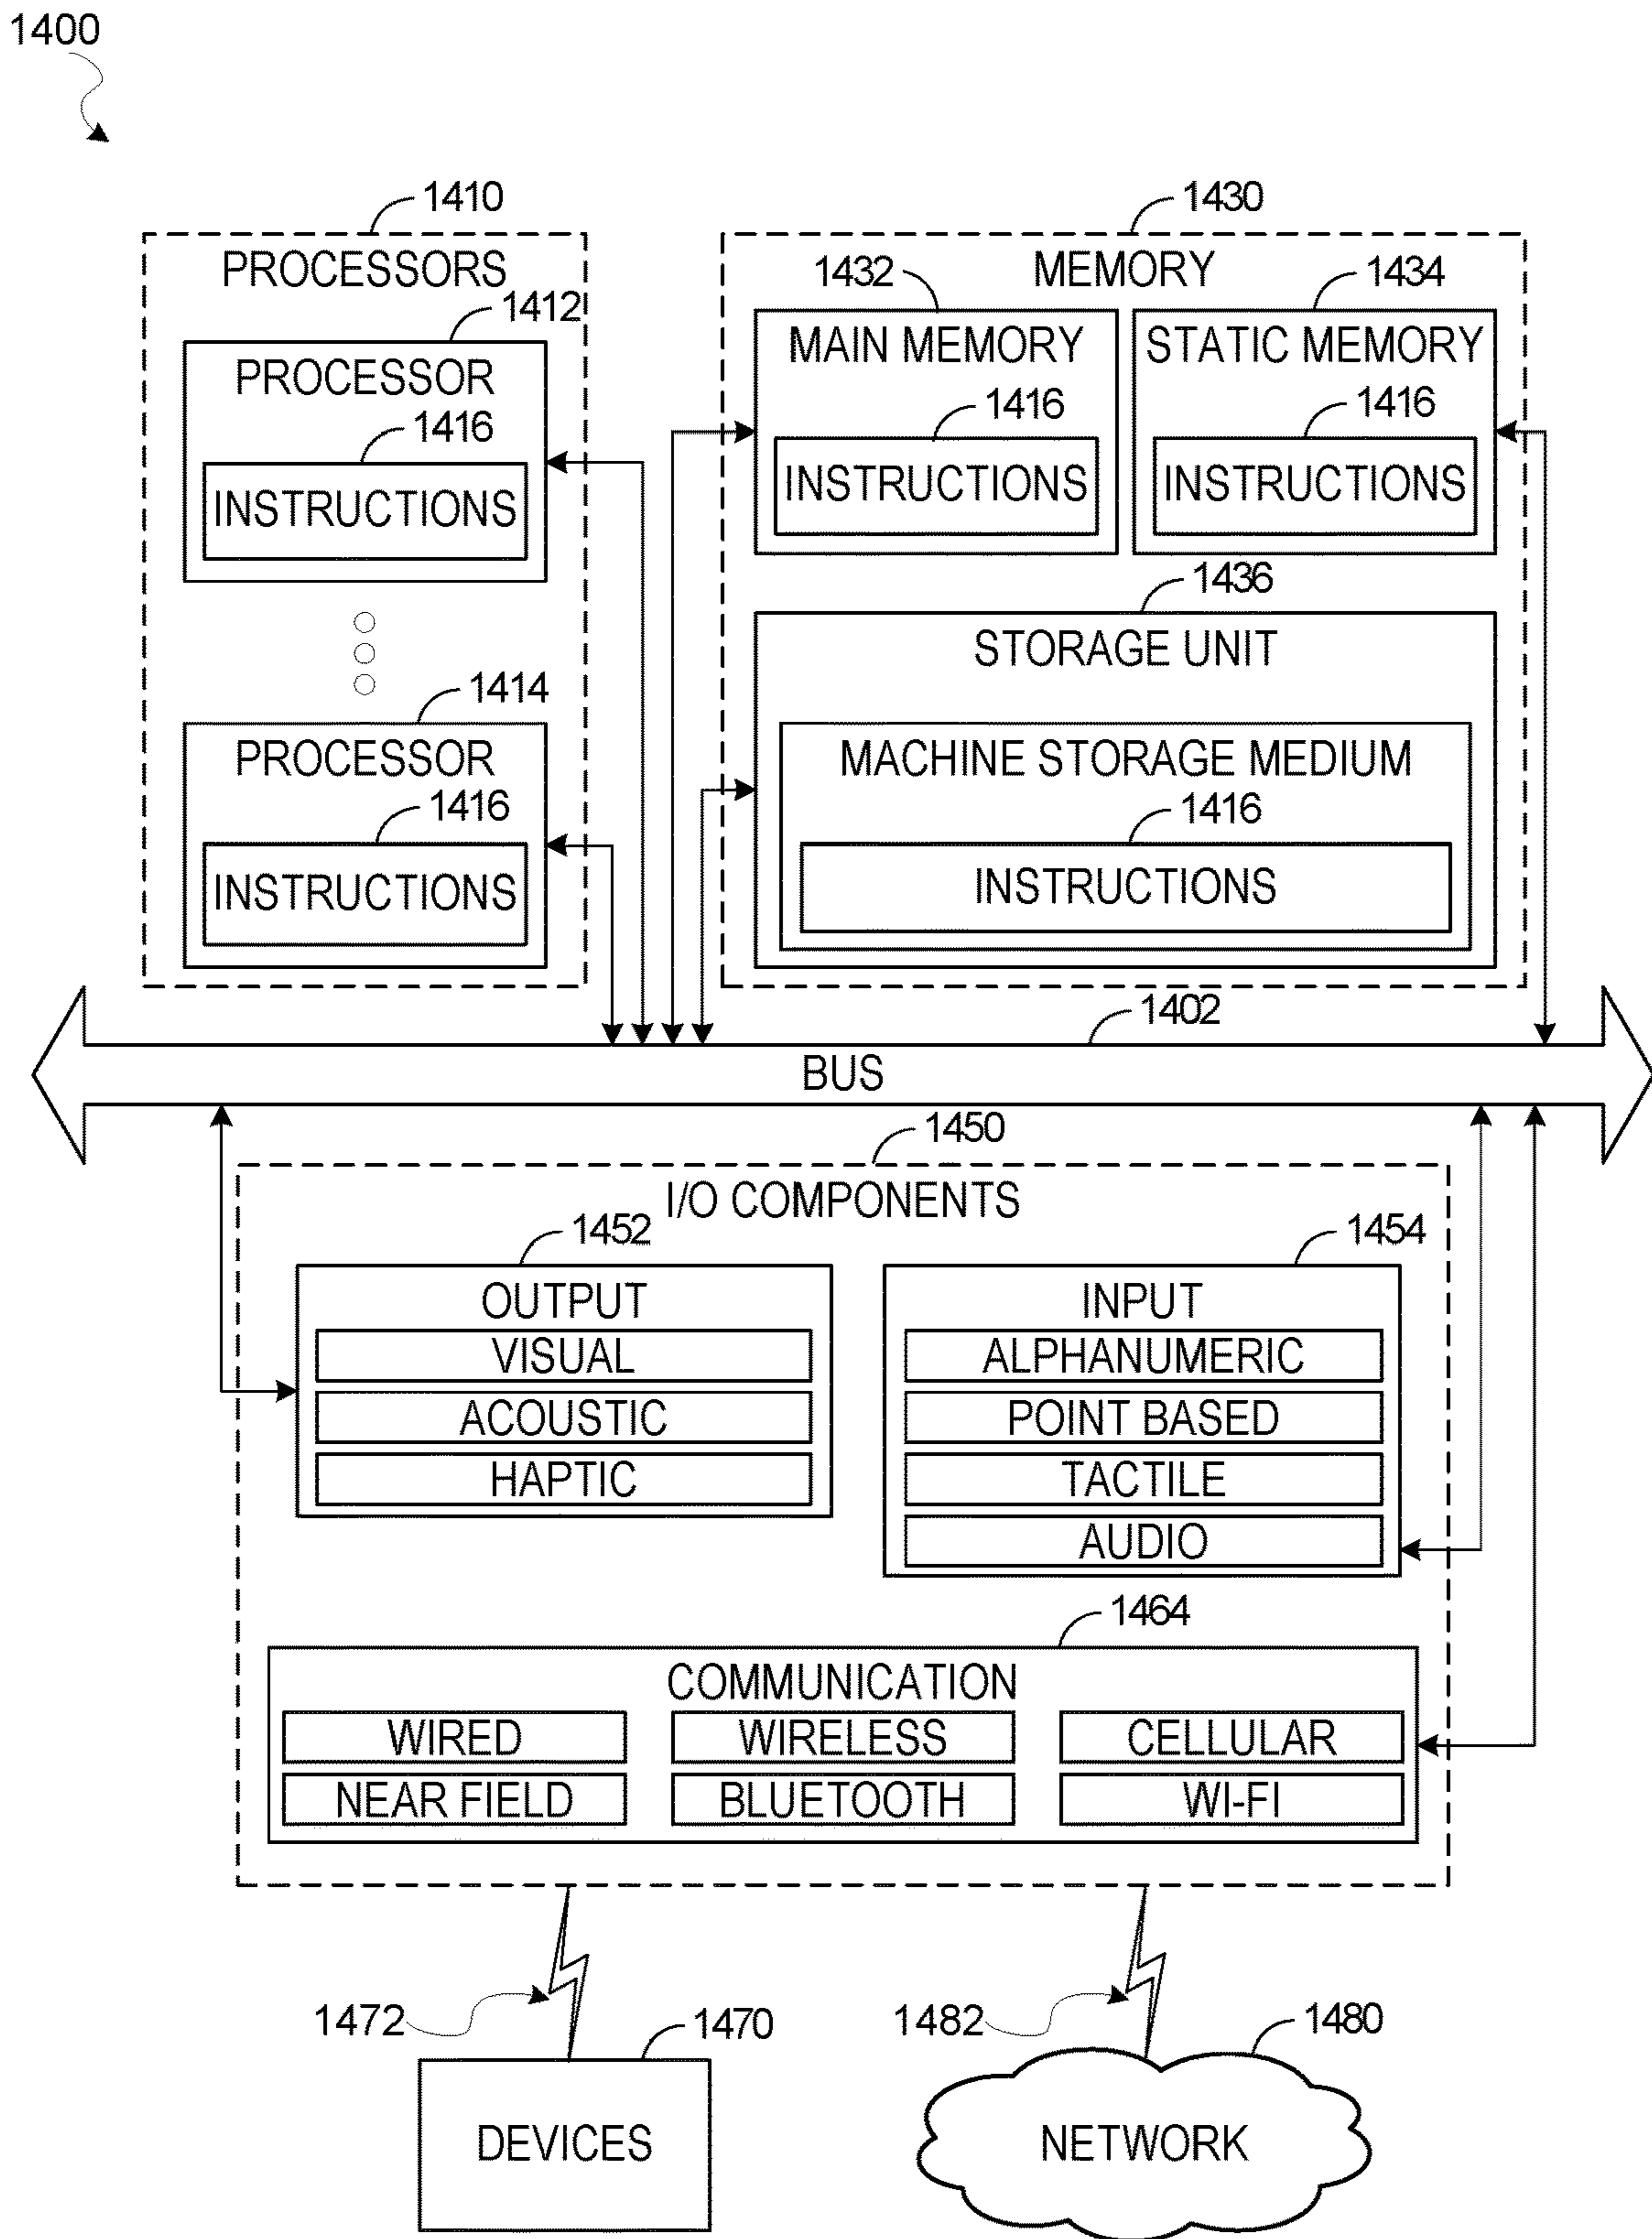 1400
1410
PROCESSORS
1412
PROCESSOR
1416
INSTRUCTIONS
1414
PROCESSOR
1416
INSTRUCTIONS
1430
MEMORY
1432
MAIN MEMORY
1416
INSTRUCTIONS
1434
STATIC MEMORY
1416
INSTRUCTIONS
1436
STORAGE UNIT
MACHINE STORAGE MEDIUM
1416
INSTRUCTIONS
1402
BUS
1450
I/O COMPONENTS
1452
OUTPUT
VISUAL
ACOUSTIC
HAPTIC
1454
INPUT
ALPHANUMERIC
POINT BASED
TACTILE
AUDIO
1464
COMMUNICATION
WIRED
WIRELESS
CELLULAR
NEAR FIELD
BLUETOOTH
WI-FI
1472
1470
DEVICES
1482
1480
NETWORK